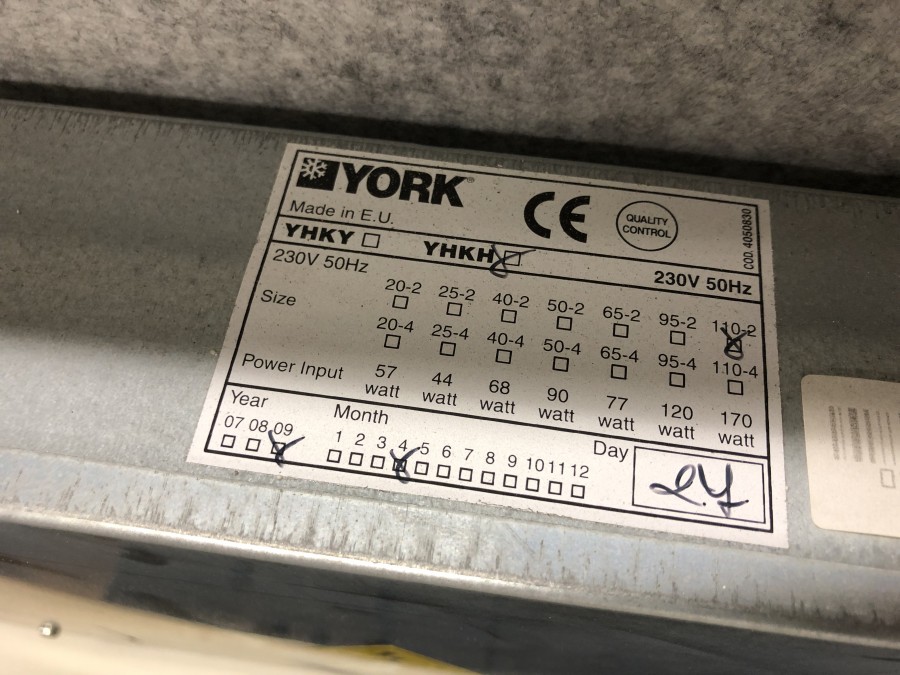 YORK
Made in E.U.
CE
QUALITY CONTROL
COD. 4050830
YHKY □ YHKH ☒
230V 50Hz 230V 50Hz
Size
20-2 25-2 40-2 50-2 65-2 95-2 110-2
□ □ □ □ □ □ ☒
20-4 25-4 40-4 50-4 65-4 95-4 110-4
□ □ □ □ □ □ □
Power Input 57 44 68 90 77 120 170
watt watt watt watt watt watt watt
Year Month Day
07 08 09 1 2 3 4 5 6 7 8 9 10 11 12
□ □ ☒ □ □ □ ☒ □ □ □ □ □ □ □ □